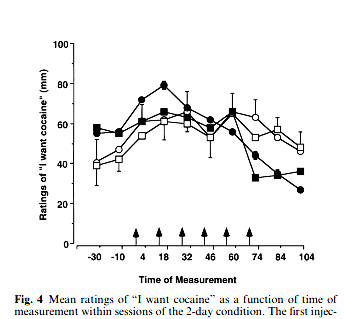 100
80
60
40
20
0
Ratings of "I want cocaine" (mm)
-30 -10 4 18 32 46 60 74 84 104
Time of Measurement
Fig. 4 Mean ratings of “I want cocaine” as a function of time of
measurement within sessions of the 2-day condition. The first injec-